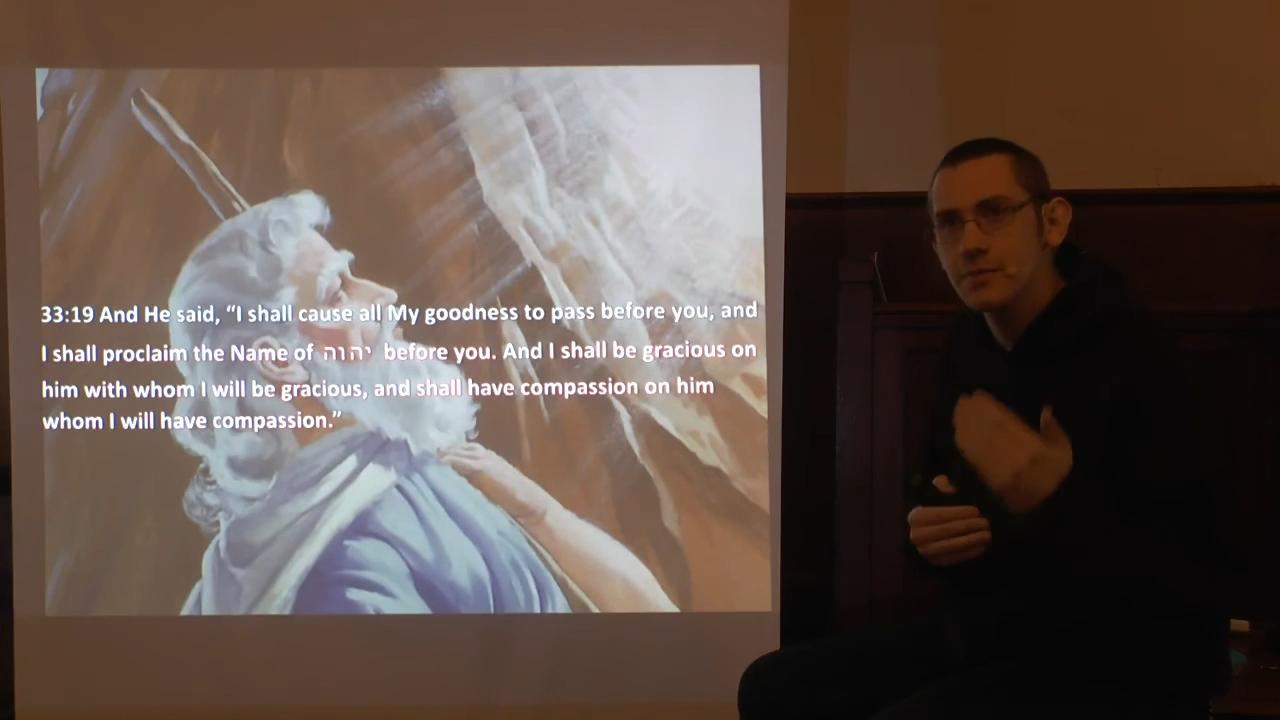 33:19 And He said, “I shall cause all My goodness to pass before you, and
I shall proclaim the Name of יהוה before you. And I shall be gracious on
him with whom I will be gracious, and shall have compassion on him
whom I will have compassion.”